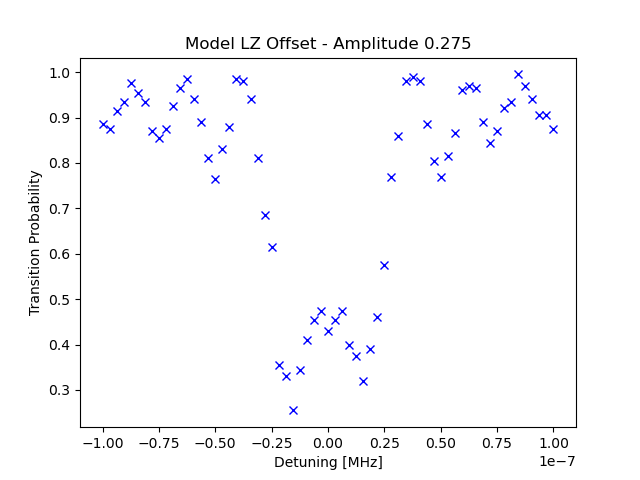 Model LZ Offset - Amplitude 0.275
Transition Probability
1.0
0.9
0.8
0.7
0.6
0.5
0.4
0.3
−1.00 −0.75 −0.50 −0.25 0.00 0.25 0.50 0.75 1.00
1e−7
Detuning [MHz]